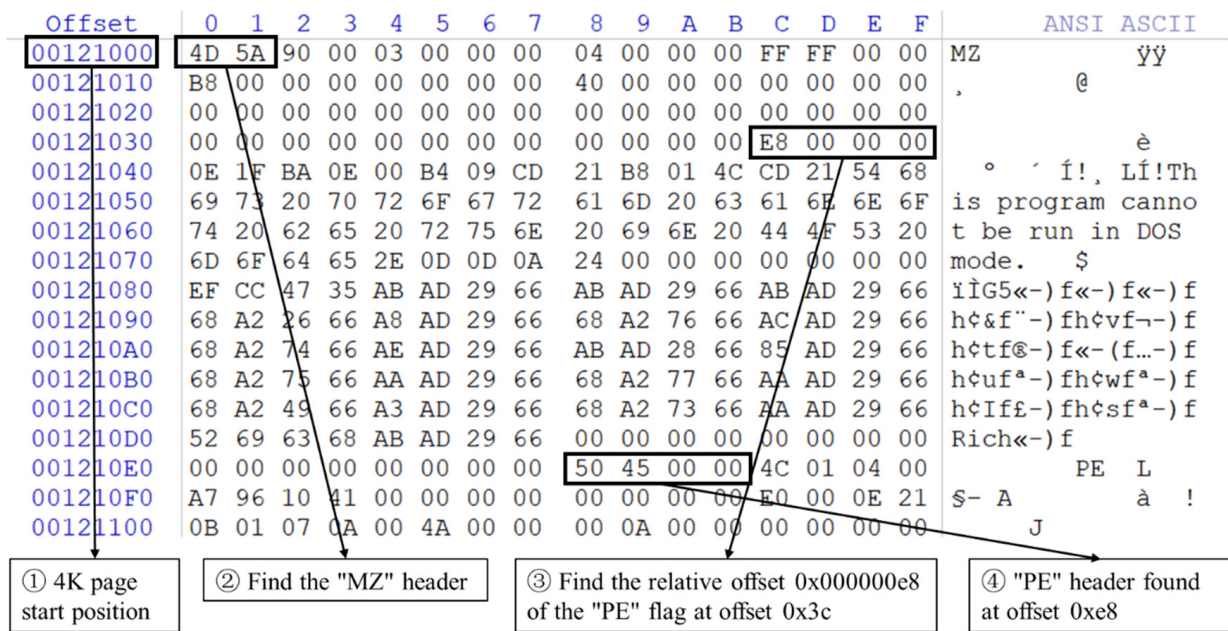 Offset 0 1 2 3 4 5 6 7 8 9 A B C D E F ANSI ASCII
00121000 4D 5A 90 00 03 00 00 00 04 00 00 00 FF FF 00 00 MZ ÿÿ
00121010 B8 00 00 00 00 00 00 00 40 00 00 00 00 00 00 00 ¸ @
00121020 00 00 00 00 00 00 00 00 00 00 00 00 00 00 00 00
00121030 00 00 00 00 00 00 00 00 00 00 00 00 E8 00 00 00 è
00121040 0E 1F BA 0E 00 B4 09 CD 21 B8 01 4C CD 21 54 68 º ´ Í!¸ LÍ!Th
00121050 69 73 20 70 72 6F 67 72 61 6D 20 63 61 6E 6E 6F is program canno
00121060 74 20 62 65 20 72 75 6E 20 69 6E 20 44 4F 53 20 t be run in DOS
00121070 6D 6F 64 65 2E 0D 0D 0A 24 00 00 00 00 00 00 00 mode. $
00121080 EF CC 47 35 AB AD 29 66 AB AD 29 66 AB AD 29 66 ïÌG5«-)f«-)f«-)f
00121090 68 A2 26 66 A8 AD 29 66 68 A2 76 66 AC AD 29 66 h¢&f¨-)fh¢vf¬-)f
001210A0 68 A2 74 66 AE AD 29 66 AB AD 28 66 85 AD 29 66 h¢tf®-)f«-(f…-)f
001210B0 68 A2 75 66 AA AD 29 66 68 A2 77 66 AA AD 29 66 h¢ufª-)fh¢wfª-)f
001210C0 68 A2 49 66 A3 AD 29 66 68 A2 73 66 AA AD 29 66 h¢If£-)fh¢sfª-)f
001210D0 52 69 63 68 AB AD 29 66 00 00 00 00 00 00 00 00 Rich«-)f
001210E0 00 00 00 00 00 00 00 00 50 45 00 00 4C 01 04 00 PE L
001210F0 A7 96 10 41 00 00 00 00 00 00 00 00 E0 00 0E 21 §– A à !
00121100 0B 01 07 0A 00 4A 00 00 00 0A 00 00 00 00 00 00 J
① 4K page
start position
② Find the "MZ" header
③ Find the relative offset 0x000000e8
of the "PE" flag at offset 0x3c
④ "PE" header found
at offset 0xe8